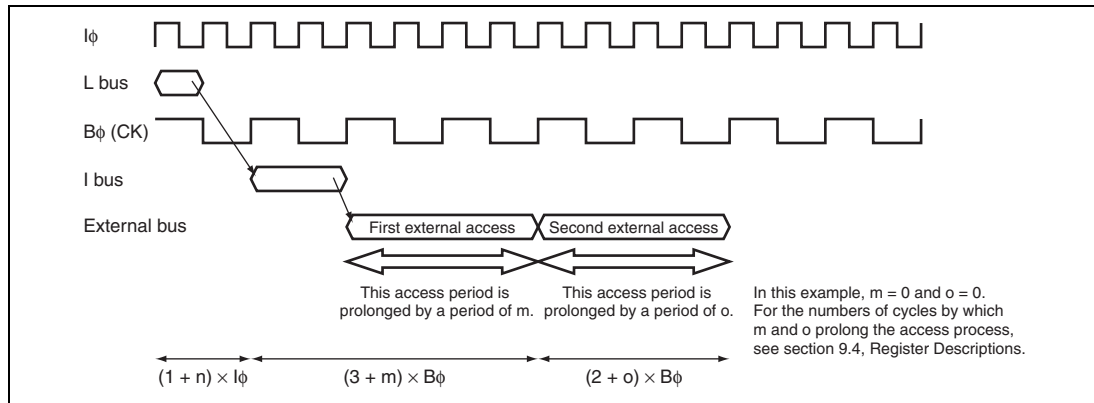 Iϕ
L bus
Bϕ (CK)
I bus
External bus
First external access
Second external access
This access period is
prolonged by a period of m.
This access period is
prolonged by a period of o.
In this example, m = 0 and o = 0.
For the numbers of cycles by which
m and o prolong the access process,
see section 9.4, Register Descriptions.
(1 + n) × Iϕ
(3 + m) × Bϕ
(2 + o) × Bϕ